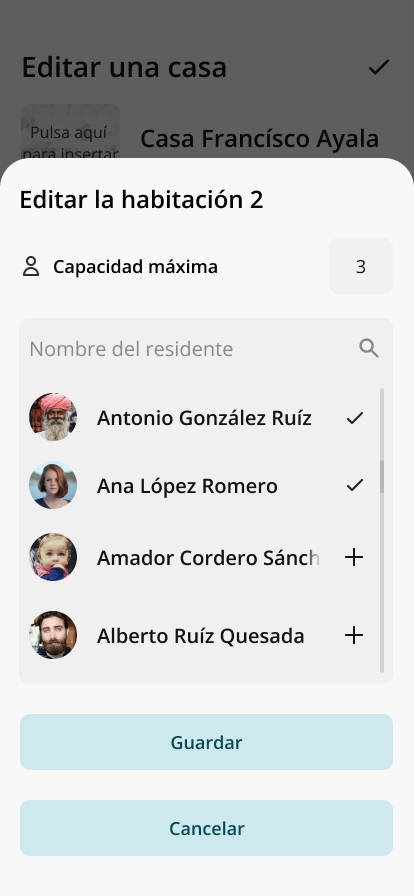 Editar una casa
Pulsa aquí
para insertar
Casa Francísco Ayala
Editar la habitación 2
Capacidad máxima
3
Nombre del residente
Antonio González Ruíz
Ana López Romero
Amador Cordero Sánch
Alberto Ruíz Quesada
Guardar
Cancelar